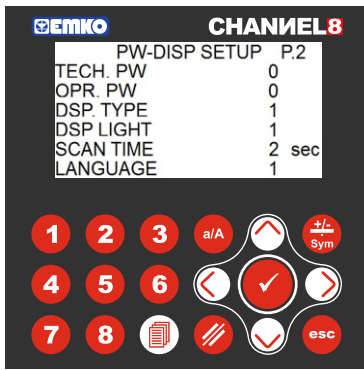 EMKO CHANNEL8
PW-DISP SETUP P.2
TECH. PW 0
OPR. PW 0
DSP. TYPE 1
DSP LIGHT 1
SCAN TIME 2 sec
LANGUAGE 1
1 2 3 a/A +/- Sym
4 5 6
7 8 esc